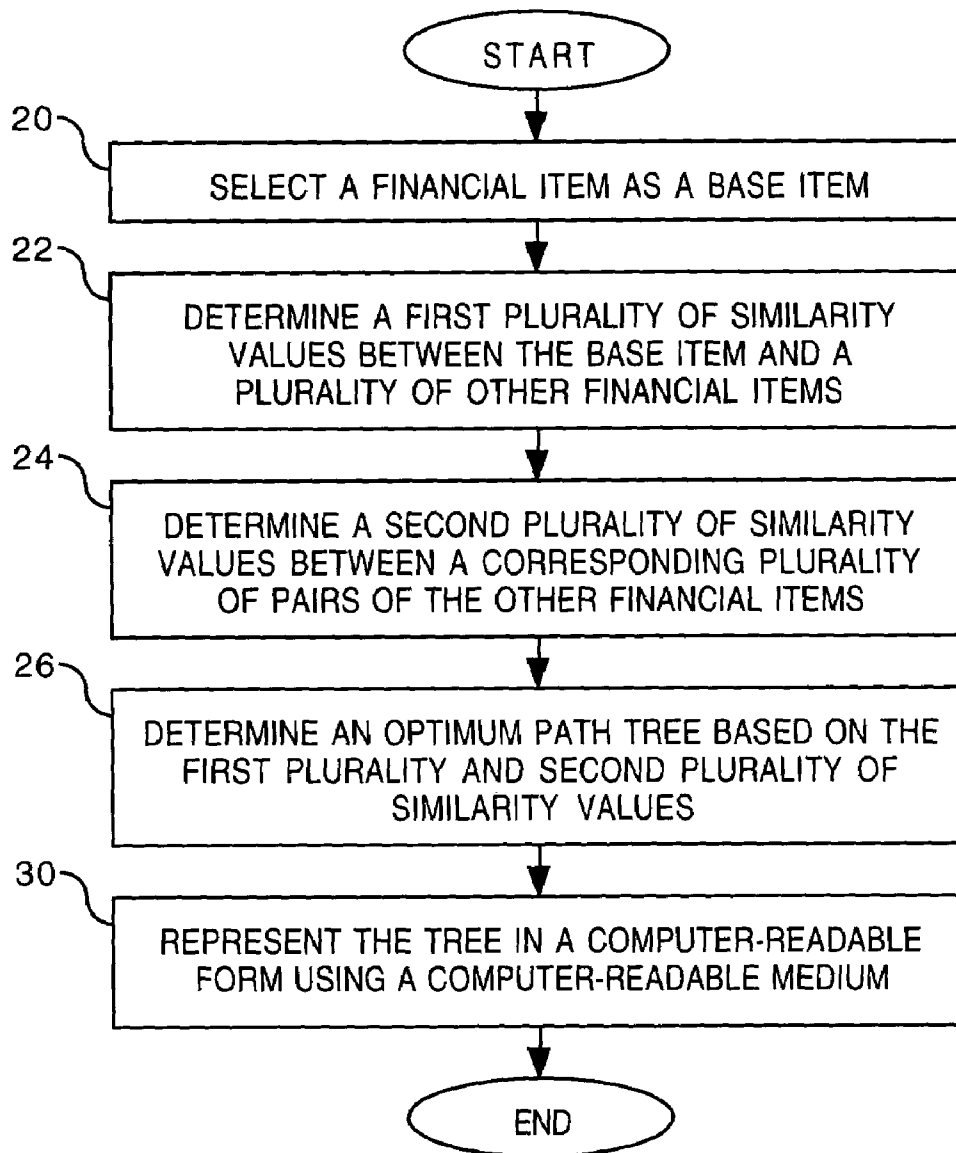 START
20
SELECT A FINANCIAL ITEM AS A BASE ITEM
22
DETERMINE A FIRST PLURALITY OF SIMILARITY
VALUES BETWEEN THE BASE ITEM AND A
PLURALITY OF OTHER FINANCIAL ITEMS
24
DETERMINE A SECOND PLURALITY OF SIMILARITY
VALUES BETWEEN A CORRESPONDING PLURALITY
OF PAIRS OF THE OTHER FINANCIAL ITEMS
26
DETERMINE AN OPTIMUM PATH TREE BASED ON THE
FIRST PLURALITY AND SECOND PLURALITY OF
SIMILARITY VALUES
30
REPRESENT THE TREE IN A COMPUTER-READABLE
FORM USING A COMPUTER-READABLE MEDIUM
END